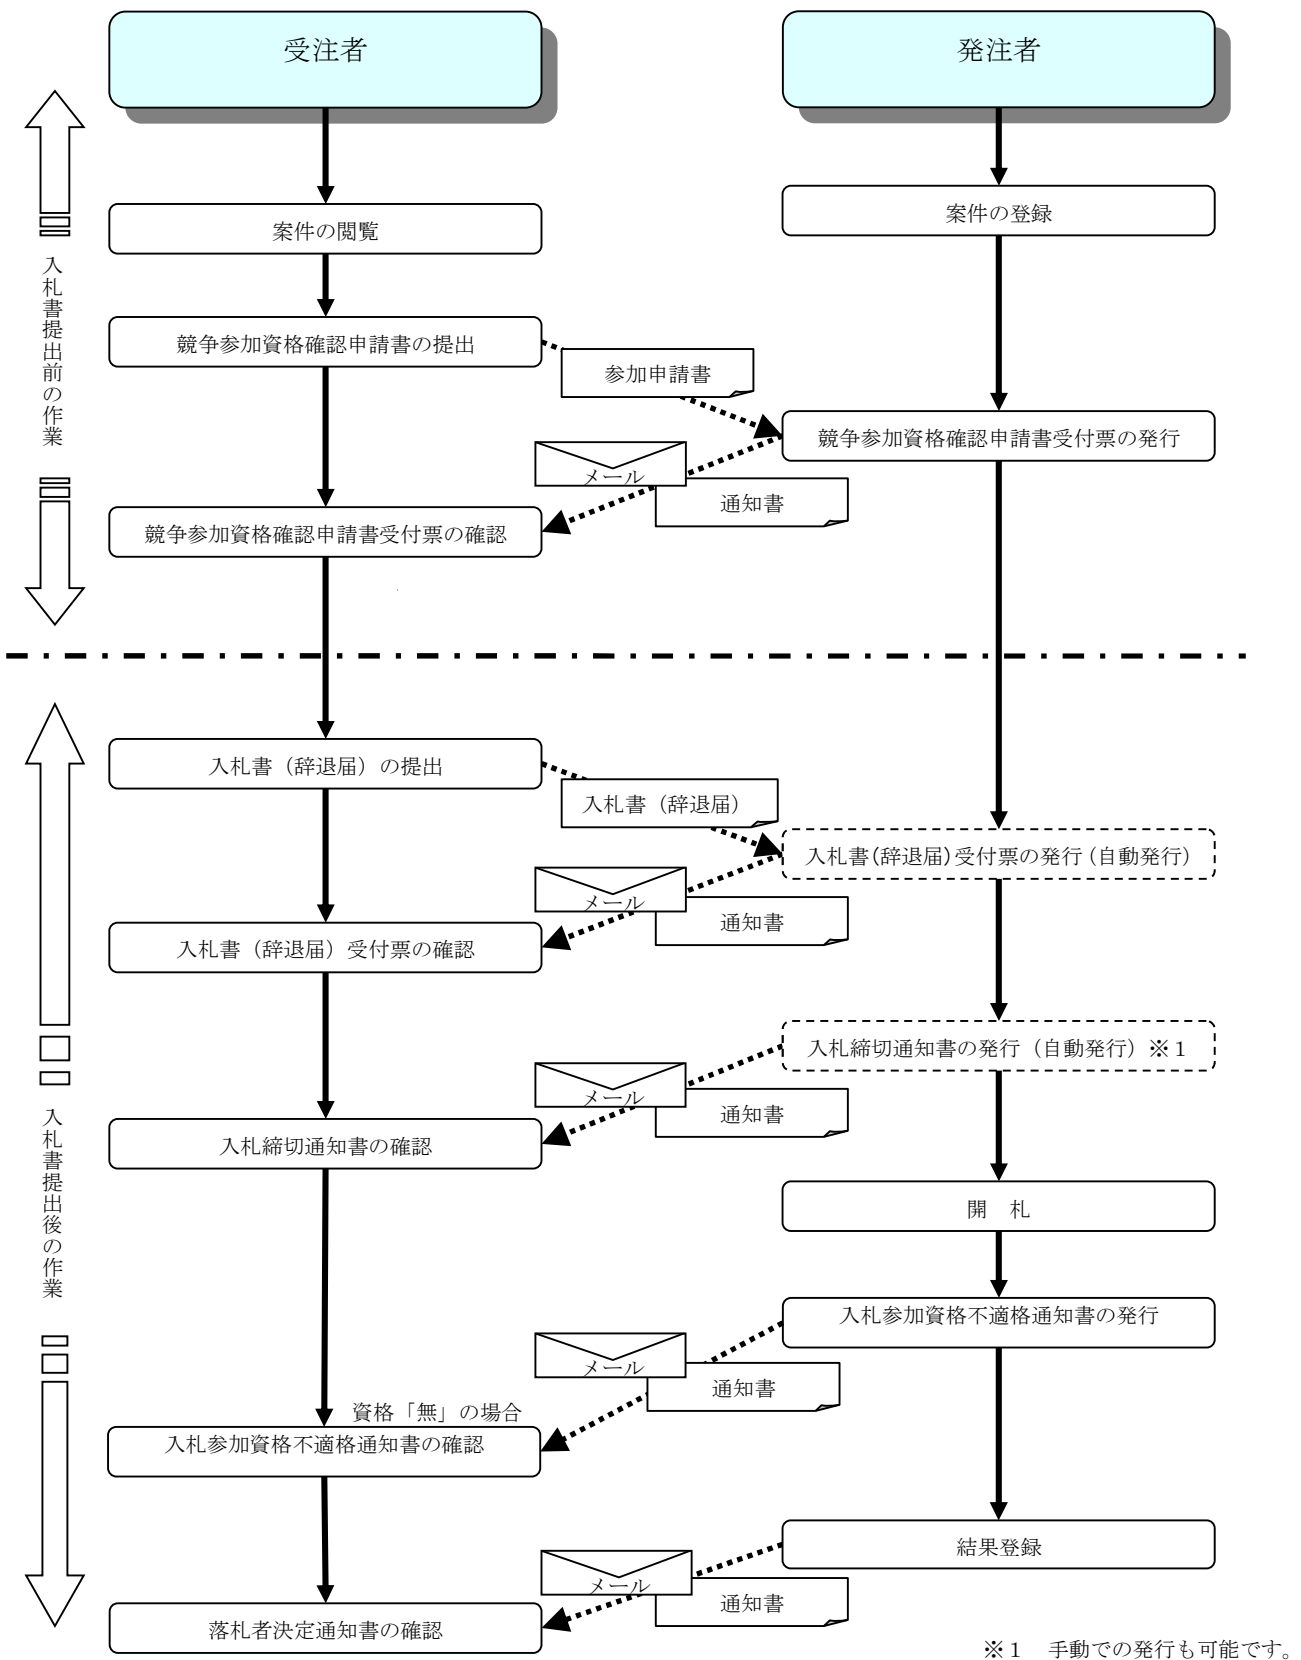 受注者
発注者
案件の登録
案件の閲覧
入札書提出前の作業
競争参加資格確認申請書の提出
参加申請書
競争参加資格確認申請書受付票の発行
メール
通知書
競争参加資格確認申請書受付票の確認
入札書（辞退届）の提出
入札書（辞退届）
入札書（辞退届）受付票の発行（自動発行）
メール
通知書
入札書（辞退届）受付票の確認
入札締切通知書の発行（自動発行）※１
メール
通知書
入札締切通知書の確認
入札書提出後の作業
開　札
入札参加資格不適格通知書の発行
メール
通知書
資格「無」の場合
入札参加資格不適格通知書の確認
結果登録
メール
通知書
落札者決定通知書の確認
※１　手動での発行も可能です。